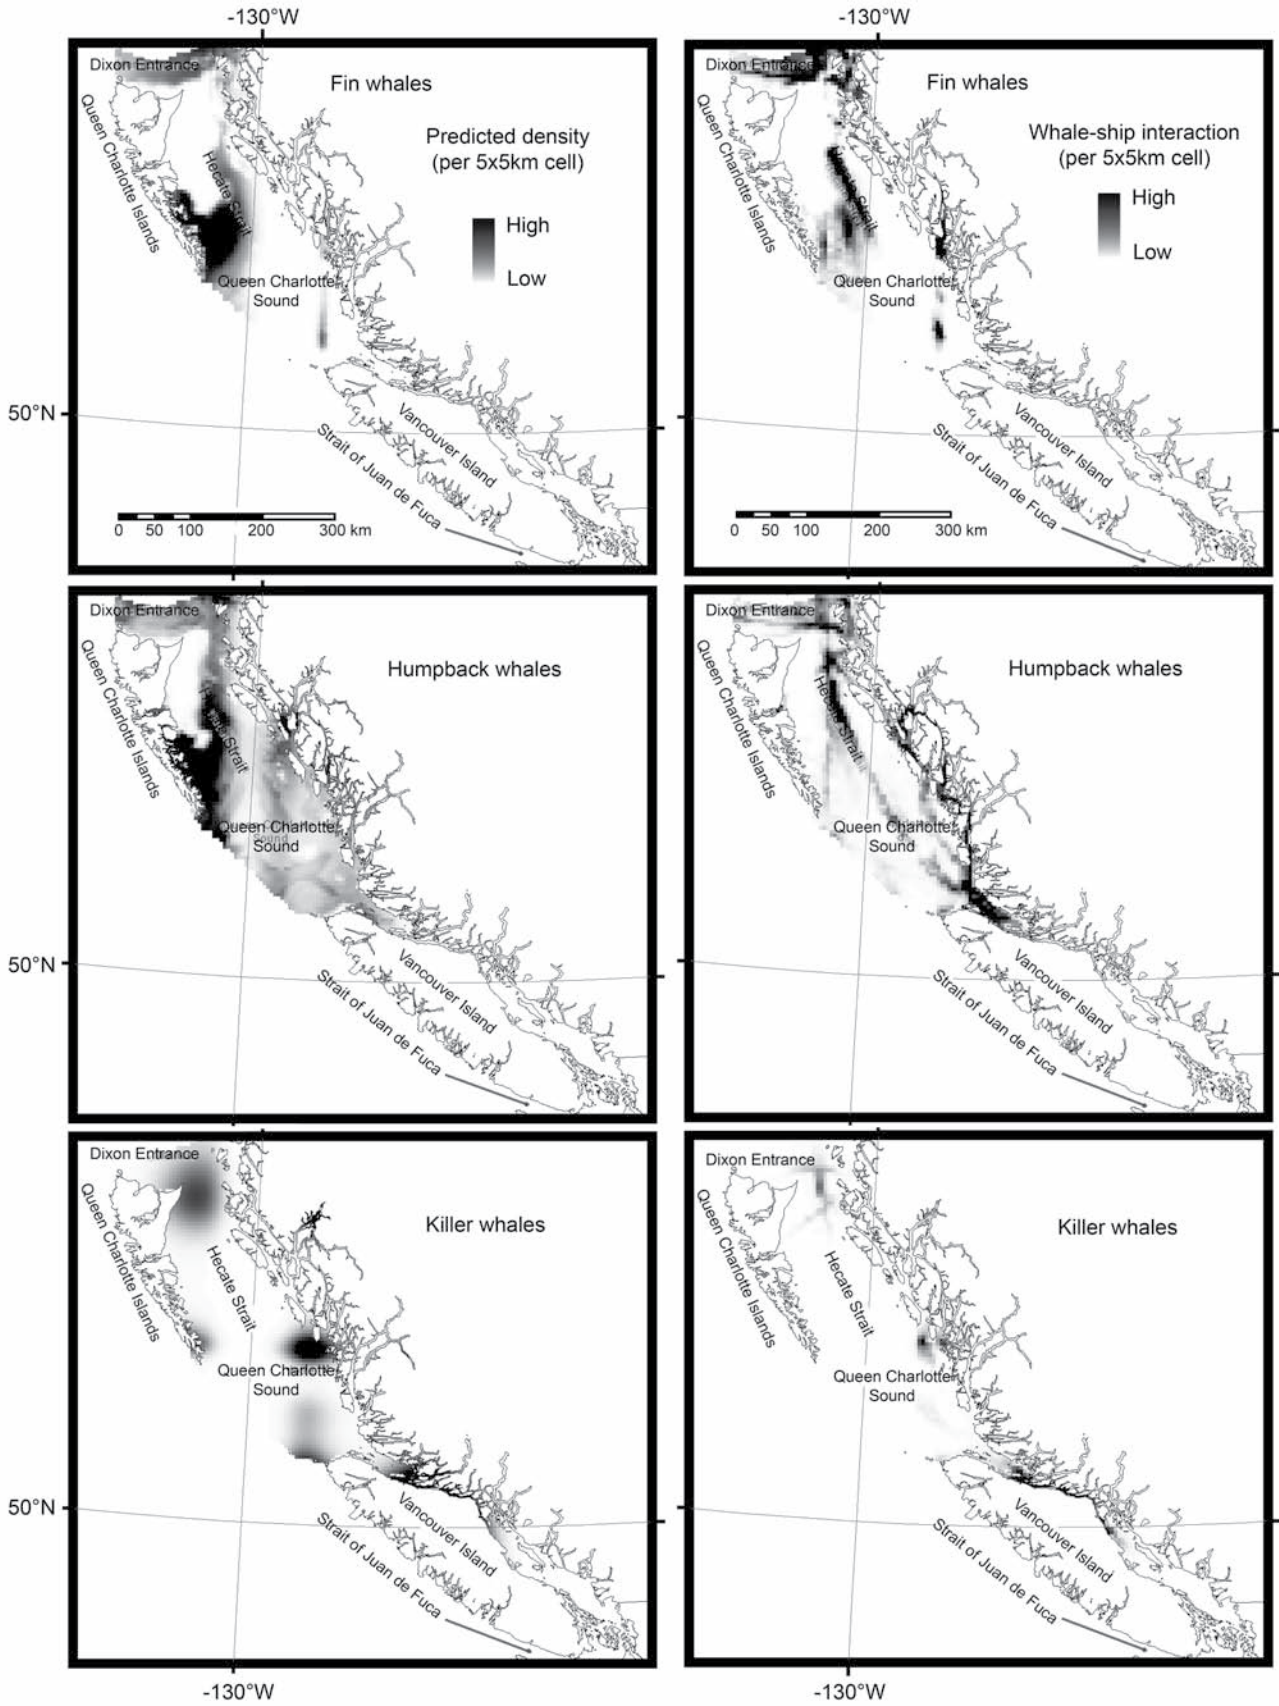 -130°W
-130°W
Dixon Entrance
Fin whales
Queen Charlotte Islands
Predicted density
(per 5x5km cell)
Hecate Strait
High
Low
Queen Charlotte
Sound
50°N
Vancouver Island
Strait of Juan de Fuca
0 50 100 200 300 km
Dixon Entrance
Fin whales
Queen Charlotte Islands
Whale-ship interaction
(per 5x5km cell)
Hecate Strait
High
Low
Queen Charlotte
Sound
Vancouver Island
Strait of Juan de Fuca
0 50 100 200 300 km
Dixon Entrance
Humpback whales
Queen Charlotte Islands
Hecate Strait
Queen Charlotte
Sound
50°N
Vancouver Island
Strait of Juan de Fuca
Dixon Entrance
Humpback whales
Queen Charlotte Islands
Hecate Strait
Queen Charlotte
Sound
Vancouver Island
Strait of Juan de Fuca
Dixon Entrance
Killer whales
Queen Charlotte Islands
Hecate Strait
Queen Charlotte
Sound
50°N
Vancouver Island
Strait of Juan de Fuca
Dixon Entrance
Killer whales
Queen Charlotte Islands
Hecate Strait
Queen Charlotte
Sound
Vancouver Island
Strait of Juan de Fuca
-130°W
-130°W